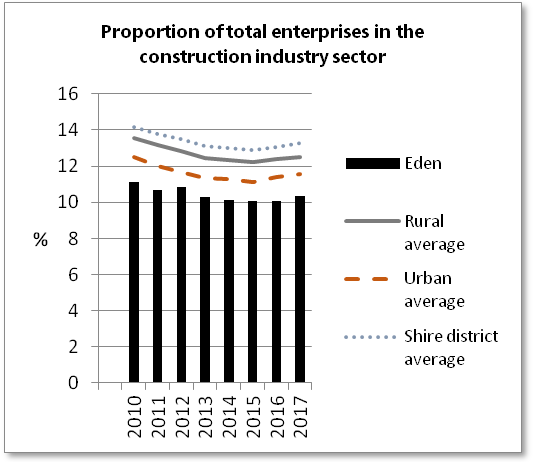 Proportion of total enterprises in the
construction industry sector
16
14
12
10
8
6
4
2
0
%
2010
2011
2012
2013
2014
2015
2016
2017
Eden
Rural
average
Urban
average
Shire district
average